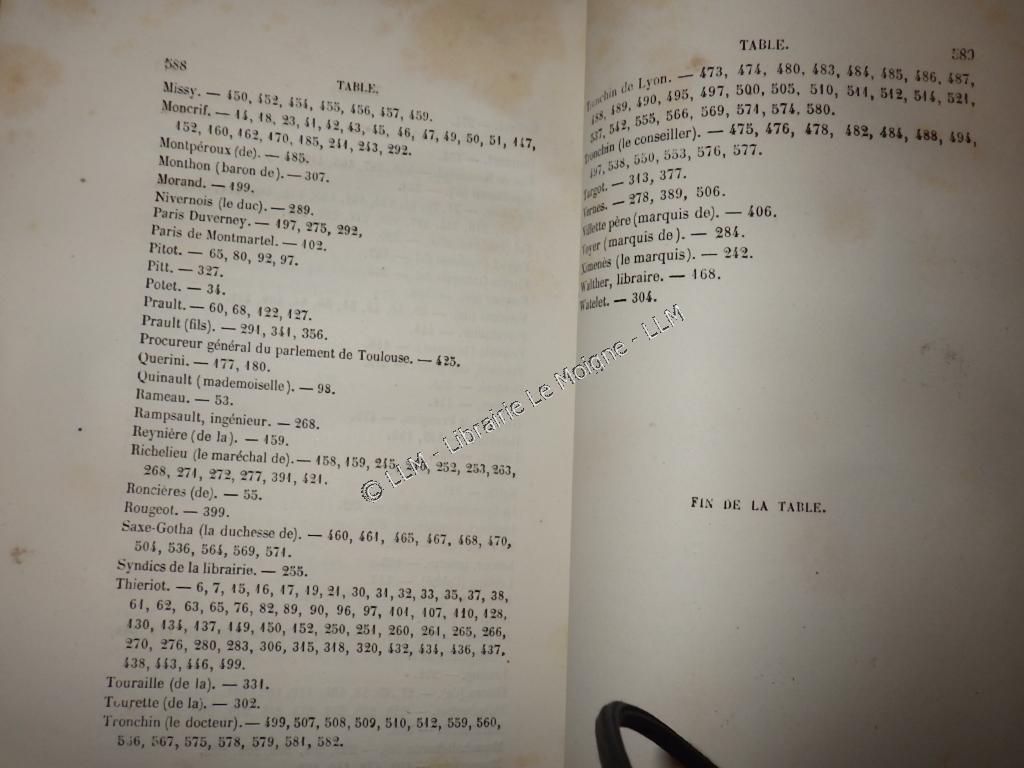 588
TABLE.
Missy. — 450, 452, 454, 455, 456, 457, 459.
Moncrif. — 14, 18, 23, 41, 42, 43, 45, 46, 47, 49, 50, 51, 147,
152, 160, 162, 170, 185, 241, 243, 292.
Montpéroux (de). — 485.
Monthon (baron de). — 307.
Morand. — 199.
Nivernois (le duc). — 289.
Paris Duverney. — 197, 275, 292,
Paris de Montmartel. — 102.
Pitot. — 65, 80, 92, 97.
Pitt. — 327.
Potet. — 34.
Prault. — 60, 68, 122, 127.
Prault (fils). — 291, 341, 356.
Procureur général du parlement de Toulouse. — 425.
Querini. — 177, 180.
Quinault (mademoiselle). — 98.
Rameau. — 53.
Rampsault, ingénieur. — 268.
Reynière (de la). — 159.
Richelieu (le maréchal de). — 158, 159, 245, 252, 253, 263,
268, 271, 272, 277, 391, 421.
Roncières (de). — 55.
Rougeot. — 399.
Saxe-Gotha (la duchesse de). — 460, 461, 465, 467, 468, 470,
504, 536, 564, 569, 571.
Syndics de la librairie. — 255.
Thieriot. — 6, 7, 15, 16, 17, 19, 21, 30, 31, 32, 33, 35, 37, 38,
61, 62, 63, 65, 76, 82, 89, 90, 96, 97, 101, 107, 110, 128,
130, 134, 137, 149, 150, 152, 250, 251, 260, 261, 265, 266,
270, 276, 280, 283, 306, 315, 318, 320, 432, 434, 436, 437,
438, 443, 446, 499.
Touraille (de la). — 331.
Tourette (de la). — 302.
Tronchin (le docteur). — 499, 507, 508, 509, 510, 512, 559, 560,
566, 567, 575, 578, 579, 581, 582.
TABLE.
589
Tronchin de Lyon. — 473, 474, 480, 483, 484, 485, 486, 487,
488, 489, 490, 495, 497, 500, 505, 510, 511, 512, 514, 521,
537, 542, 555, 566, 569, 571, 574, 580.
Tronchin (le conseiller). — 475, 476, 478, 482, 484, 488, 494,
497, 538, 550, 553, 576, 577.
Turgot. — 313, 377.
Vernes. — 278, 389, 506.
Villette père (marquis de). — 406.
Voyer (marquis de). — 284.
Ximenès (le marquis). — 242.
Walther, libraire. — 168.
Watelet. — 304.
FIN DE LA TABLE.
© LLM - Librairie Le Moigne - LLM